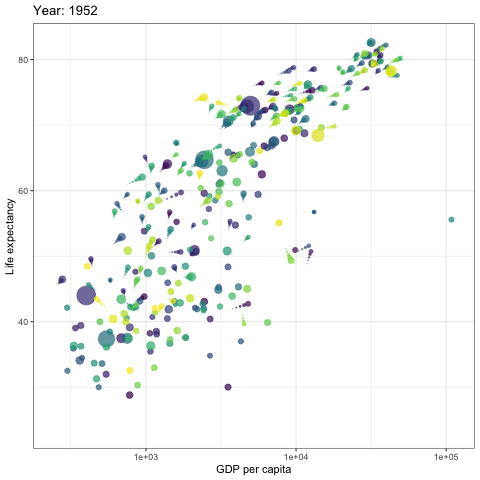 Year: 1952
80
60
40
Life expectancy
1e+03
1e+04
1e+05
GDP per capita